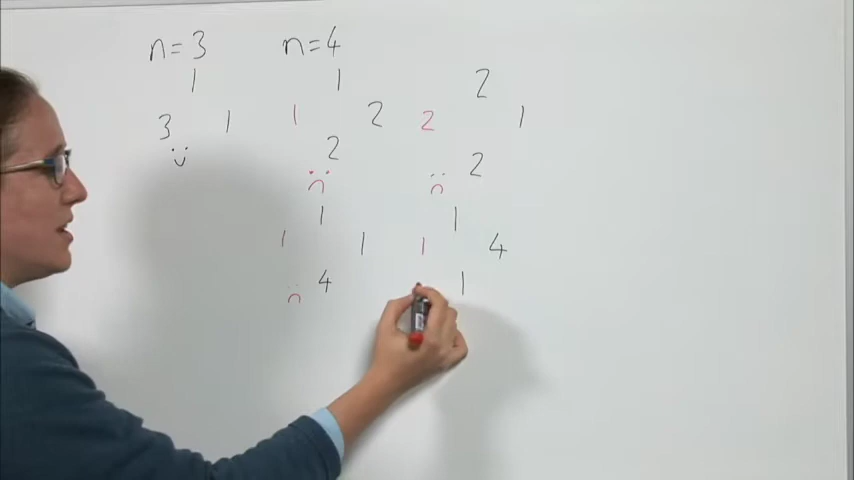 n=3 n=4
1 1 2
3 1 1 2 2 1
2 2
1 1
1 1 1 4
4 1